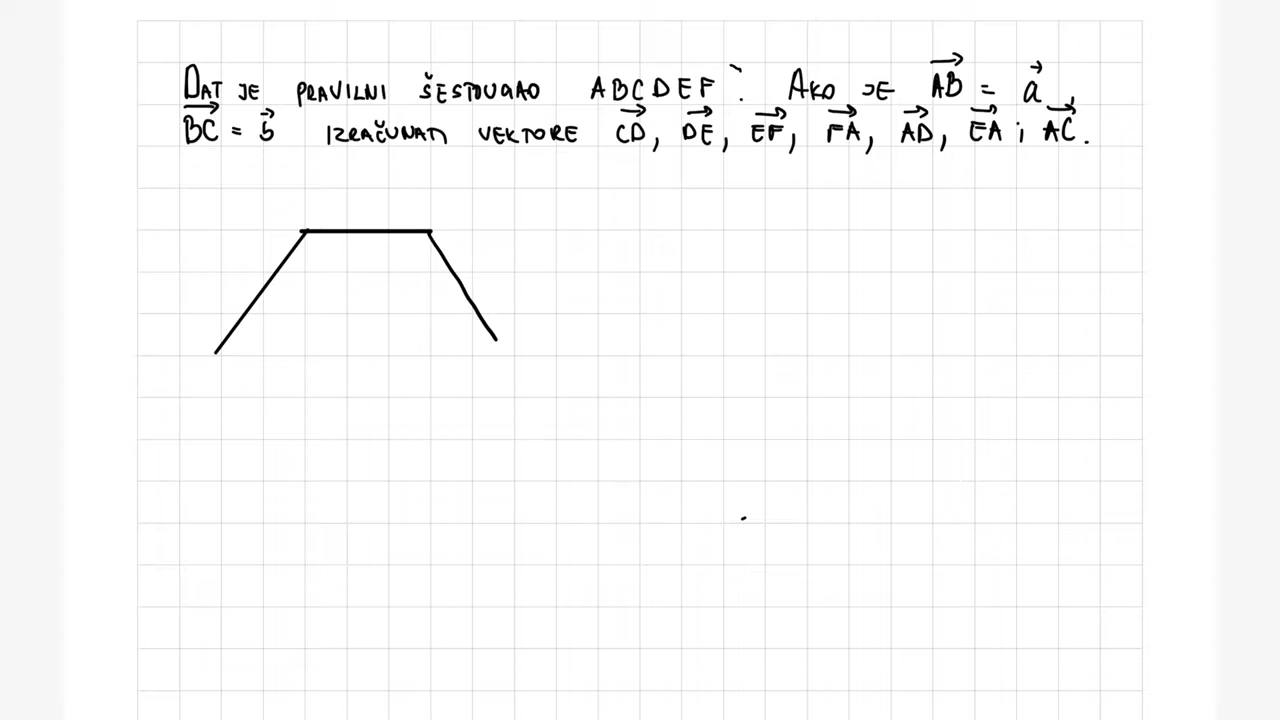 DAT JE PRAVILNI ŠESTOUGAO ABCDEF. AKO JE AB = a,
BC = b IZRAČUNATI VEKTORE CD, DE, EF, FA, AD, EA i AC.